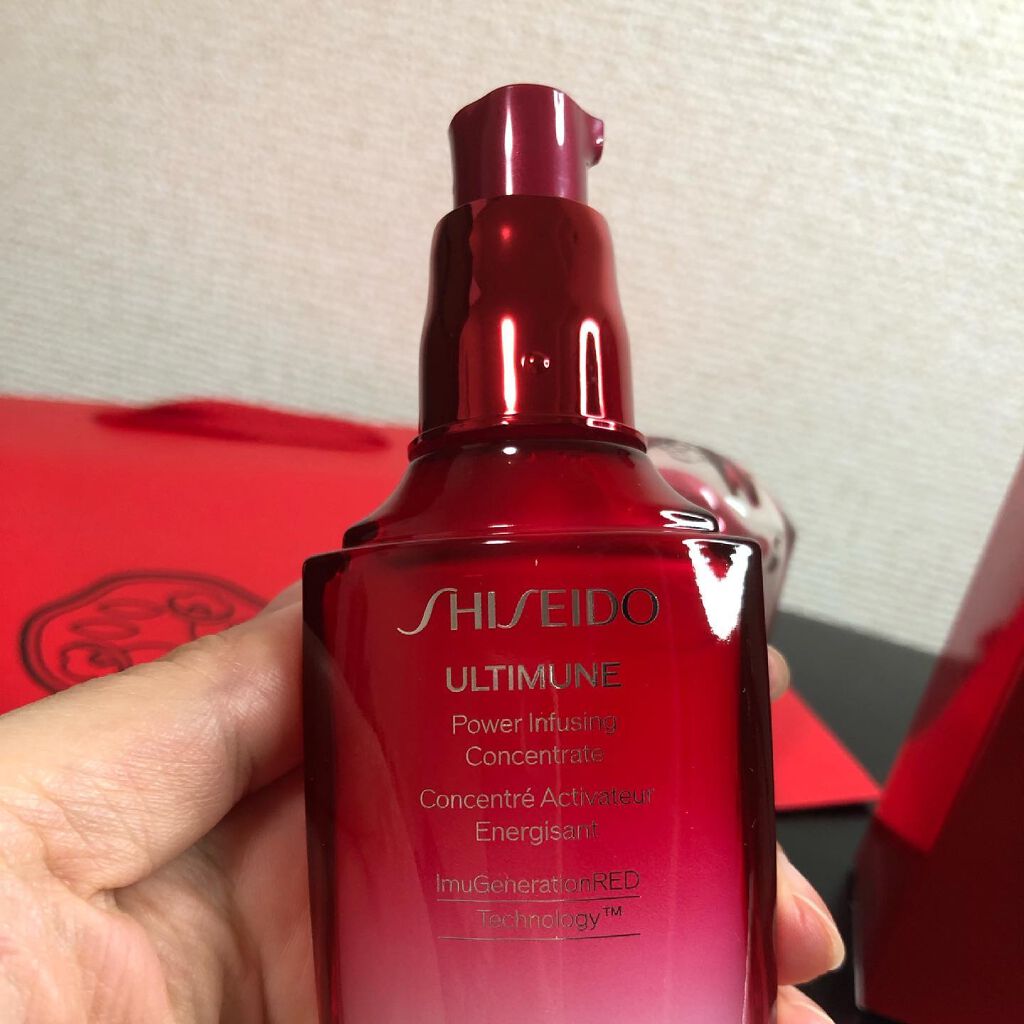 SHISEIDO
ULTIMUNE
Power Infusing
Concentrate
Concentré Activateur
Energisant
ImuGenerationRED
Technology™